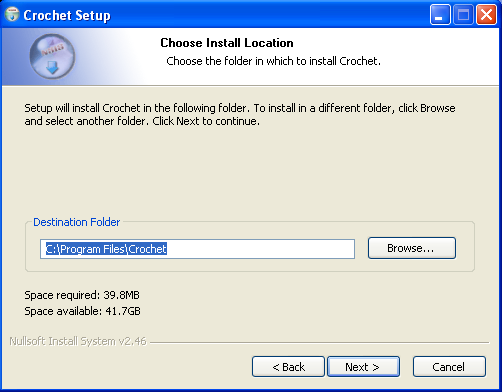 Crochet Setup
Choose Install Location
Choose the folder in which to install Crochet.
Setup will install Crochet in the following folder. To install in a different folder, click Browse
and select another folder. Click Next to continue.
Destination Folder
C:\Program Files\Crochet
Browse...
Space required: 39.8MB
Space available: 41.7GB
Nullsoft Install System v2.46
< Back
Next >
Cancel